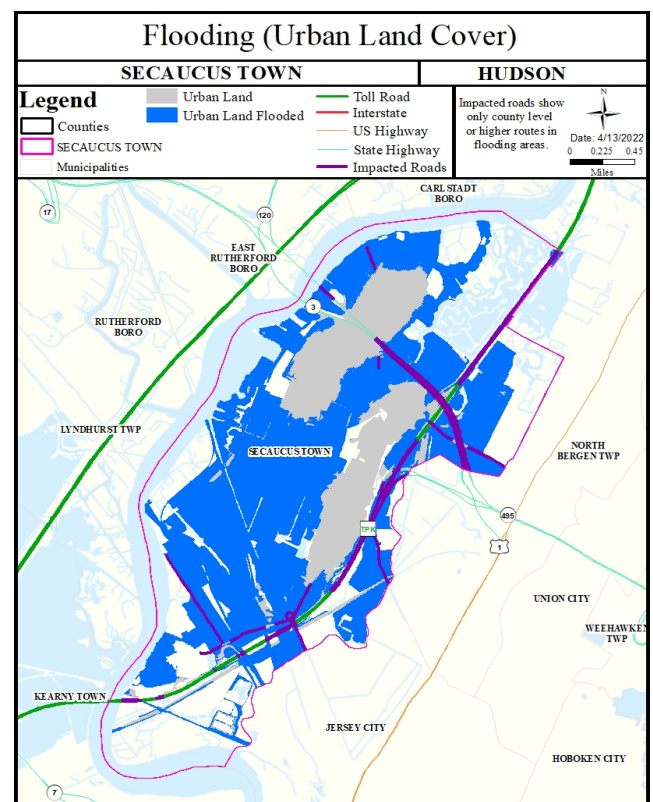 Flooding (Urban Land Cover)
SECAUCUS TOWN
HUDSON
Legend
Counties
SECAUCUS TOWN
Municipalities
Urban Land
Urban Land Flooded
Toll Road
Interstate
US Highway
State Highway
Impacted Roads
Impacted roads show
only county level
or higher routes in
flooding areas.
N
Date: 4/13/2022
0 0.225 0.45
Miles
CARLSTADT
BORO
17
120
EAST
RUTHERFORD
BORO
3
RUTHERFORD
BORO
LYNDHURST TWP
SECAUCUS TOWN
NORTH
BERGEN TWP
TPK
495
1
UNION CITY
WEEHAWKEN
TWP
KEARNY TOWN
JERSEY CITY
HOBOKEN CITY
7